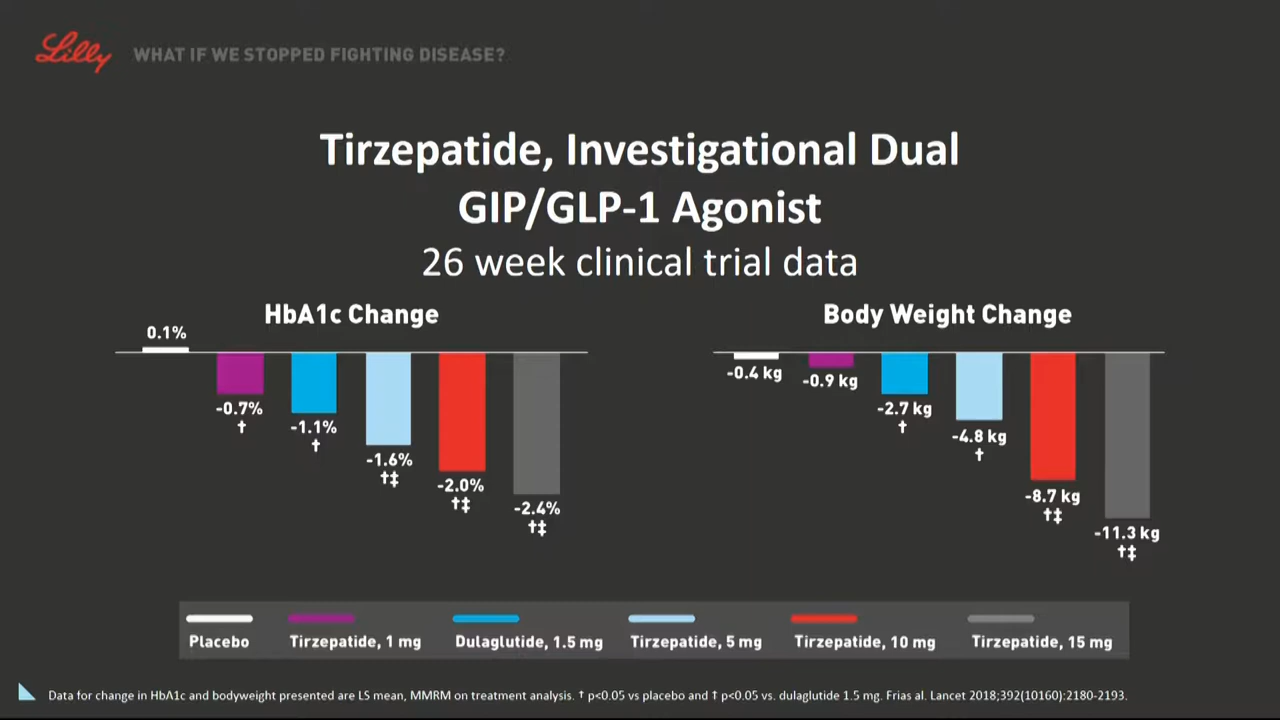 Lilly WHAT IF WE STOPPED FIGHTING DISEASE?
Tirzepatide, Investigational Dual
GIP/GLP-1 Agonist
26 week clinical trial data
HbA1c Change
0.1%
-0.7%
†
-1.1%
†
-1.6%
†‡
-2.0%
†‡
-2.4%
†‡
Body Weight Change
-0.4 kg
-0.9 kg
-2.7 kg
†
-4.8 kg
†
-8.7 kg
†‡
-11.3 kg
†‡
Placebo
Tirzepatide, 1 mg
Dulaglutide, 1.5 mg
Tirzepatide, 5 mg
Tirzepatide, 10 mg
Tirzepatide, 15 mg
Data for change in HbA1c and bodyweight presented are LS mean, MMRM on treatment analysis. † p<0.05 vs placebo and † p<0.05 vs. dulaglutide 1.5 mg. Frias al. Lancet 2018;392(10160):2180-2193.